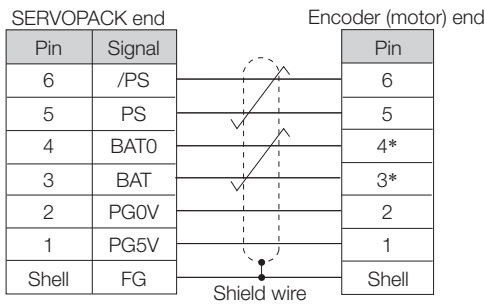 SERVOPACK end Encoder (motor) end
Pin Signal Pin
6 /PS 6
5 PS 5
4 BAT0 4*
3 BAT 3*
2 PG0V 2
1 PG5V 1
Shell FG Shell
Shield wire